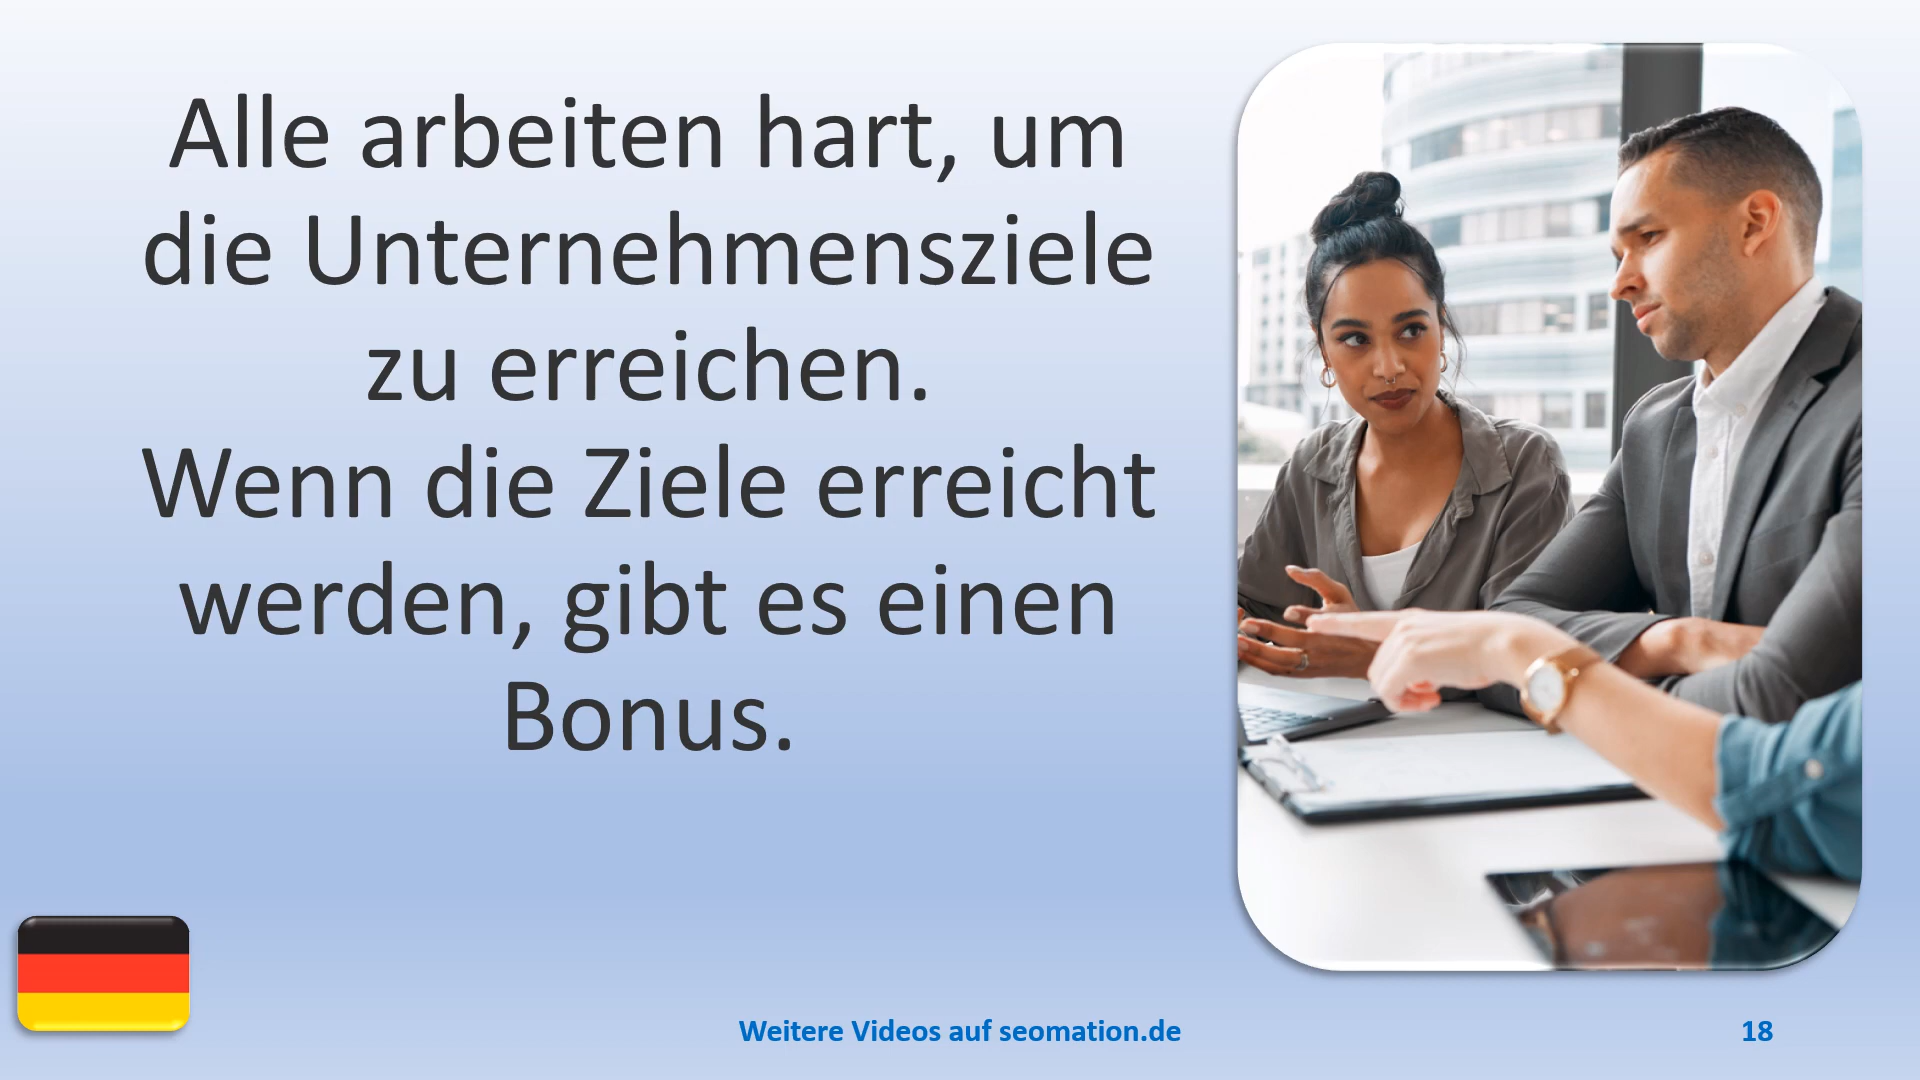 Alle arbeiten hart, um
die Unternehmensziele
zu erreichen.
Wenn die Ziele erreicht
werden, gibt es einen
Bonus.
Weitere Videos auf seomation.de
18